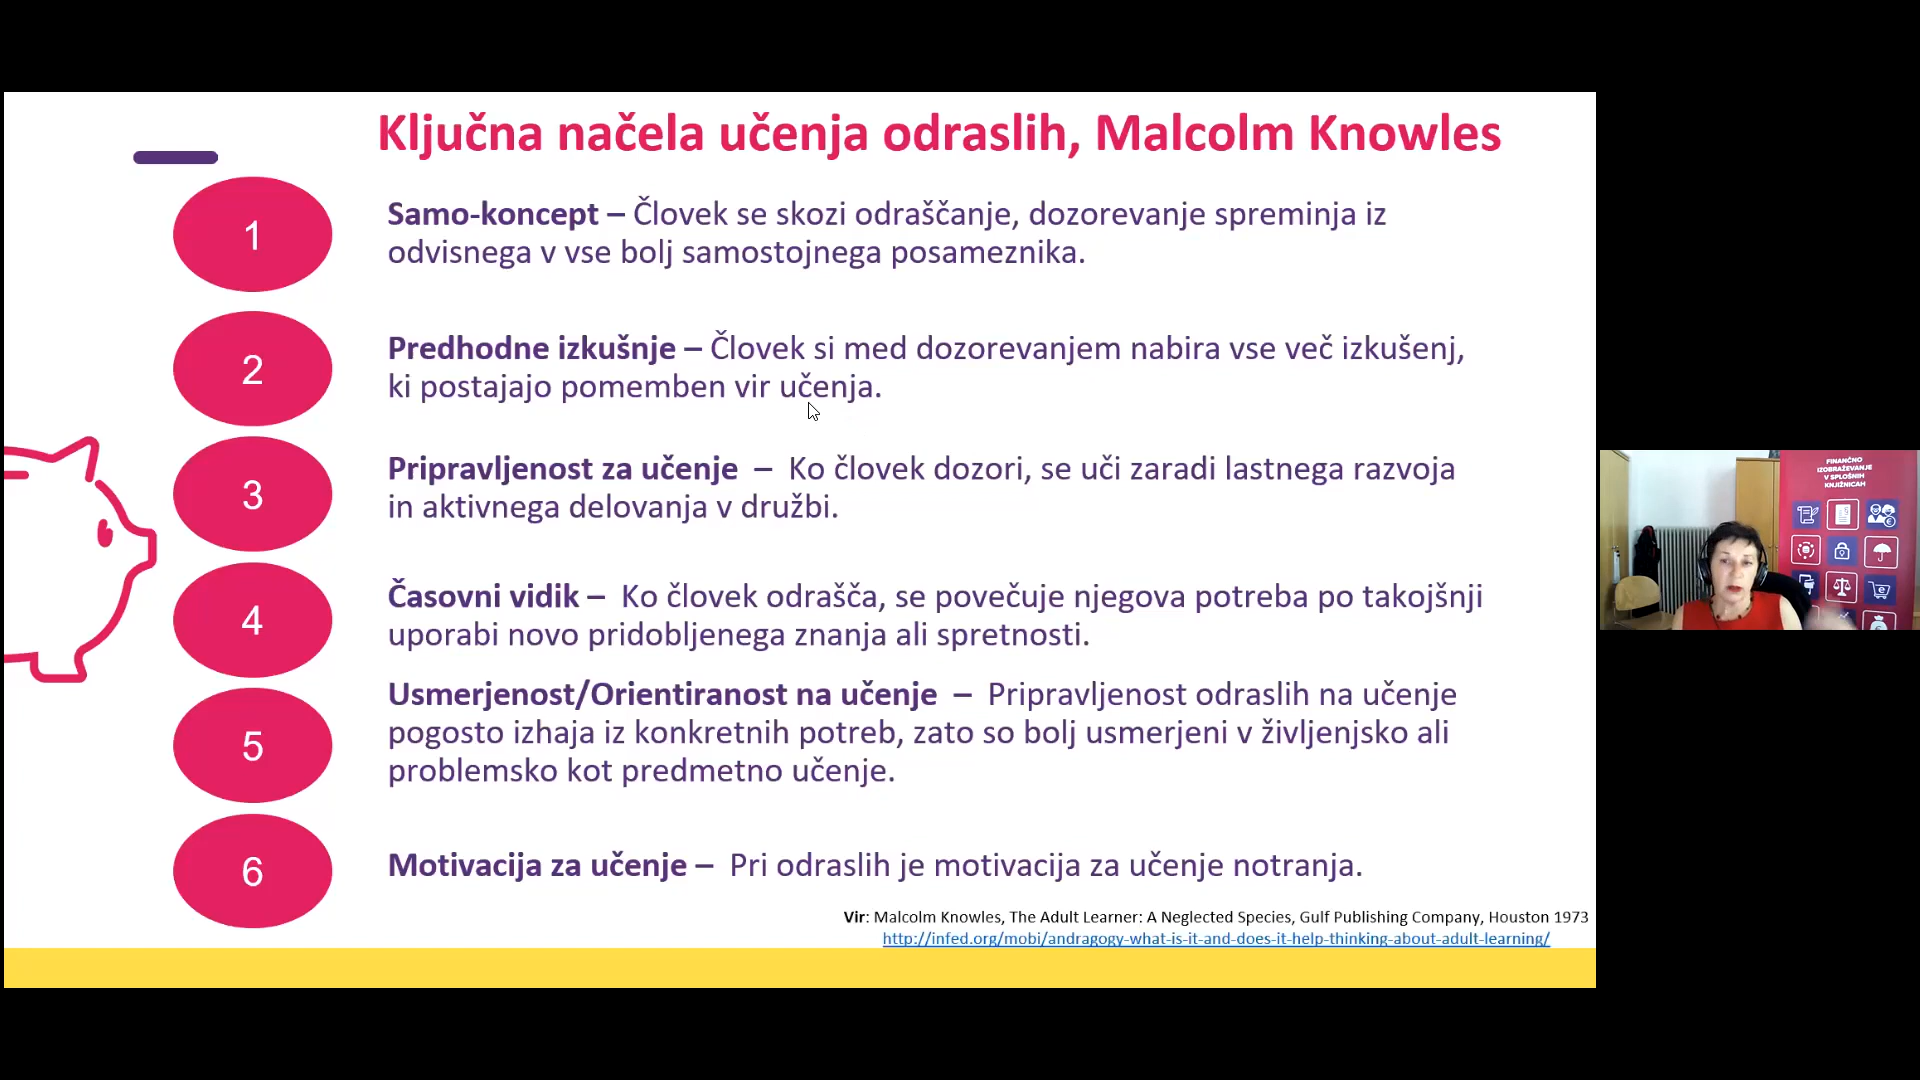 Ključna načela učenja odraslih, Malcolm Knowles
1
Samo-koncept – Človek se skozi odraščanje, dozorevanje spreminja iz
odvisnega v vse bolj samostojnega posameznika.
2
Predhodne izkušnje – Človek si med dozorevanjem nabira vse več izkušenj,
ki postajajo pomemben vir učenja.
3
Pripravljenost za učenje – Ko človek dozori, se uči zaradi lastnega razvoja
in aktivnega delovanja v družbi.
4
Časovni vidik – Ko človek odrašča, se povečuje njegova potreba po takojšnji
uporabi novo pridobljenega znanja ali spretnosti.
5
Usmerjenost/Orientiranost na učenje – Pripravljenost odraslih na učenje
pogosto izhaja iz konkretnih potreb, zato so bolj usmerjeni v življenjsko ali
problemsko kot predmetno učenje.
6
Motivacija za učenje – Pri odraslih je motivacija za učenje notranja.
Vir: Malcolm Knowles, The Adult Learner: A Neglected Species, Gulf Publishing Company, Houston 1973
http://infed.org/mobi/andragogy-what-is-it-and-does-it-help-thinking-about-adult-learning/
FINANČNO
IZOBRAŽEVANJE
V SPLOŠNIH
KNJIŽNICAH